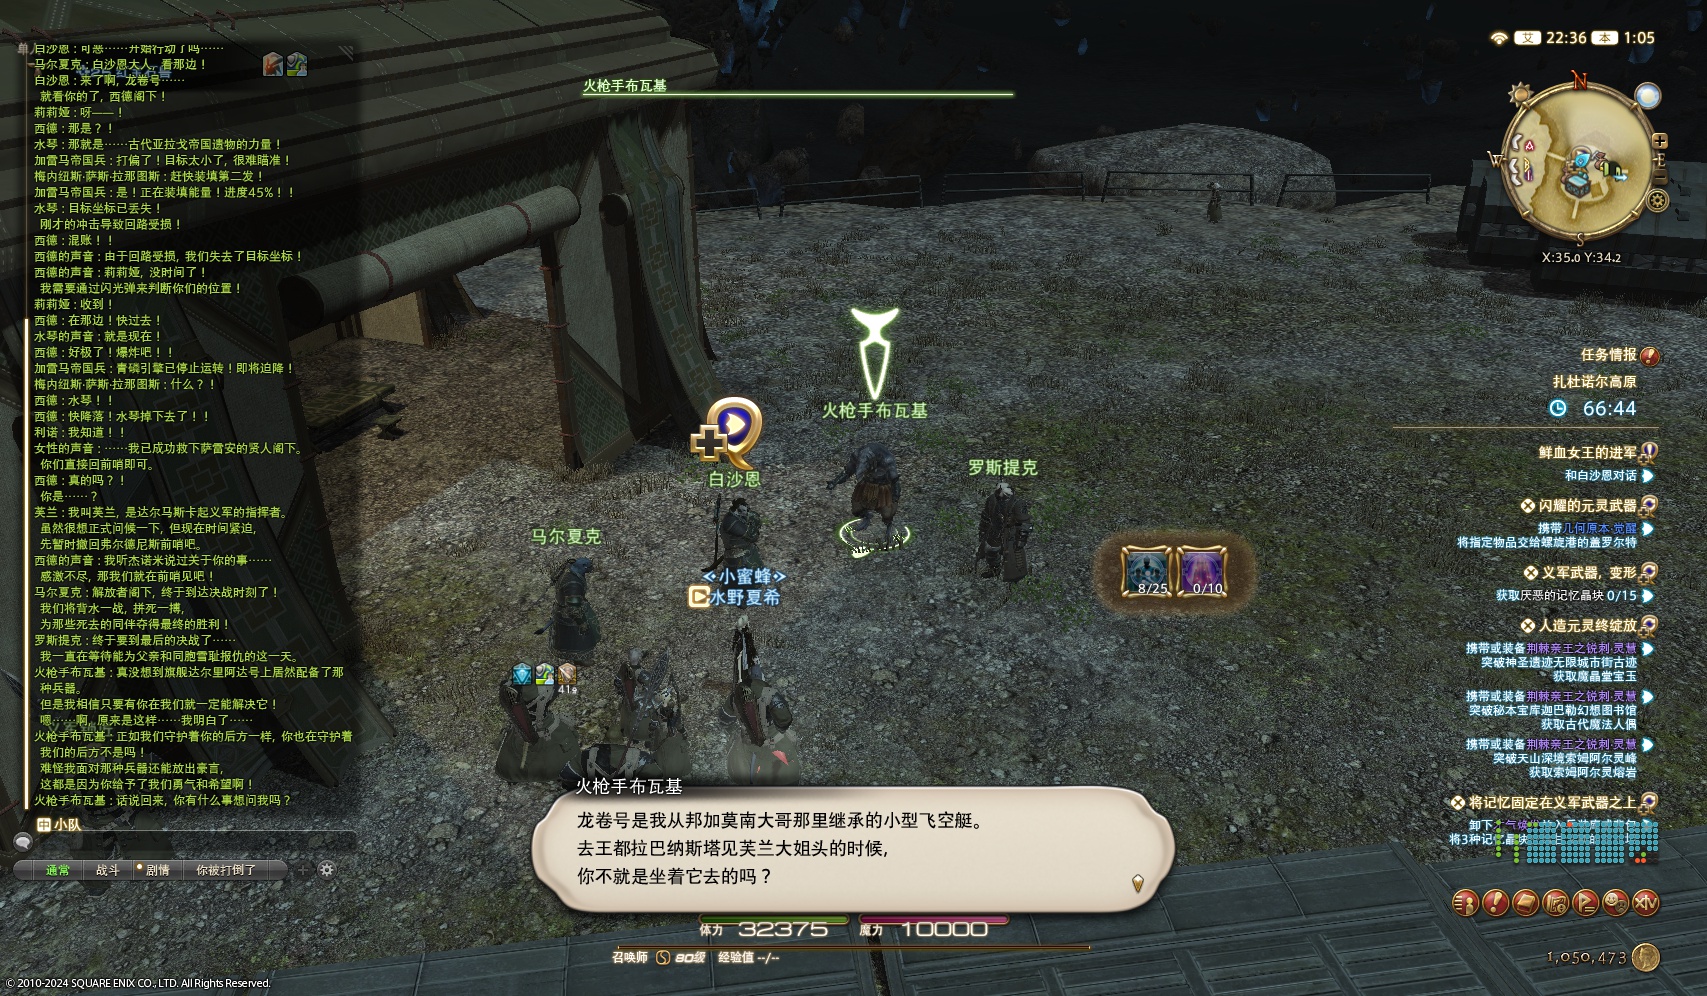 白沙恩：可恶……开始行动了吗……
马尔夏克：白沙恩大人，看那边！
白沙恩：来了啊，龙卷号……
就看你的了，西德阁下！
莉莉娅：呀——！
西德：那是？！
水琴：那就是……古代亚拉戈帝国遗物的力量！
加雷马帝国兵：打偏了！目标太小了，很难瞄准！
梅内纽斯·萨斯·拉那图斯：赶快装填第二发！
加雷马帝国兵：是！正在装填能量！进度45%！！
水琴：目标坐标已丢失！
刚才的冲击导致回路受损！
西德：混账！！
西德的声音：由于回路受损，我们失去了目标坐标！
西德的声音：莉莉娅，没时间了！
我需要通过闪光弹来判断你们的位置！
莉莉娅：收到！
西德：在那边！快过去！
水琴的声音：就是现在！
西德：好极了！爆炸吧！！
加雷马帝国兵：青磷引擎已停止运转！即将迫降！
梅内纽斯·萨斯·拉那图斯：什么？！
西德：水琴！！
西德：快降落！水琴掉下去了！！
利诺：我知道！！
女性的声音：……我已成功救下萨雷安的贤人阁下。
你们直接回前哨即可。
西德：真的吗？！
你是……？
芙兰：我叫芙兰，是达尔马斯卡起义军的指挥者。
虽然很想正式问候一下，但现在时间紧迫，
先暂时撤回弗尔德尼斯前哨吧。
西德的声音：我听杰诺米说过关于你的事……
感激不尽，那我们就在前哨见吧！
马尔夏克：解放者阁下，终于到达决战时刻了！
我们将背水一战，拼死一搏，
为那些死去的同伴夺得最终的胜利！
罗斯提克：终于要到最后的决战了……
我一直在等待能为父亲和同胞雪耻报仇的这一天。
火枪手布瓦基：真没想到旗舰达尔里阿达号上居然配备了那
种兵器。
但是我相信只要有你在我们就一定能解决它！
嗯……啊，原来是这样……我明白了……
火枪手布瓦基：正如我们守护着你的后方一样，你也在守护着
我们的后方不是吗！
难怪我面对那种兵器还能放出豪言，
这都是因为你给予了我们勇气和希望啊！
火枪手布瓦基：话说回来，你有什么事想问我吗？
小队
通常 战斗 剧情 你被打倒了
火枪手布瓦基
火枪手布瓦基
白沙恩
罗斯提克
马尔夏克
小蜜蜂
水野夏希
41s
8/25 0/10
艾 22:36 本 1:05
N
W
E
S
X:35.0 Y:34.2
任务情报
扎杜诺尔高原
66:44
鲜血女王的进军
和白沙恩对话
闪耀的元灵武器
携带几何原本·觉醒
将指定物品交给螺旋港的盖罗尔特
义军武器，变形
获取厌恶的记忆晶块 0/15
人造元灵终绽放
携带或装备荆棘亲王之锐刺·灵慧
突破神圣遗迹无限城市街古迹
获取魔晶堂宝玉
携带或装备荆棘亲王之锐刺·灵慧
突破秘本宝库迦巴勒幻想图书馆
获取古代魔法人偶
携带或装备荆棘亲王之锐刺·灵慧
突破天山深境索姆阿尔灵峰
获取索姆阿尔灵熔岩
将记忆固定在义军武器之上
卸下
将3种记
火枪手布瓦基
龙卷号是我从邦加莫南大哥那里继承的小型飞空艇。
去王都拉巴纳斯塔见芙兰大姐头的时候，
你不就是坐着它去的吗？
体力 32375 魔力 10000
召唤师 80级 经验值 --/--
1,050,473
© 2010-2024 SQUARE ENIX CO., LTD. All Rights Reserved.